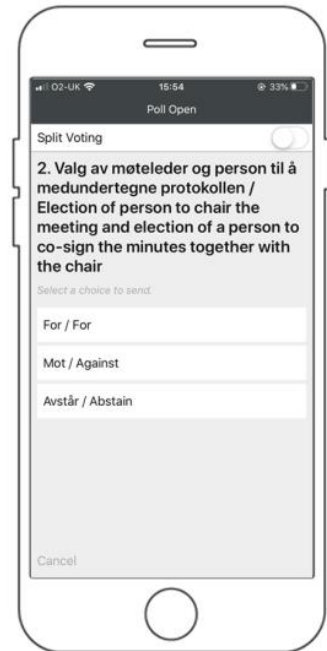 O2-UK 15:54 33%
Poll Open
Split Voting
2. Valg av møteleder og person til å
medundertegne protokollen /
Election of person to chair the
meeting and election of a person to
co-sign the minutes together with
the chair
Select a choice to send.
For / For
Mot / Against
Avstår / Abstain
Cancel